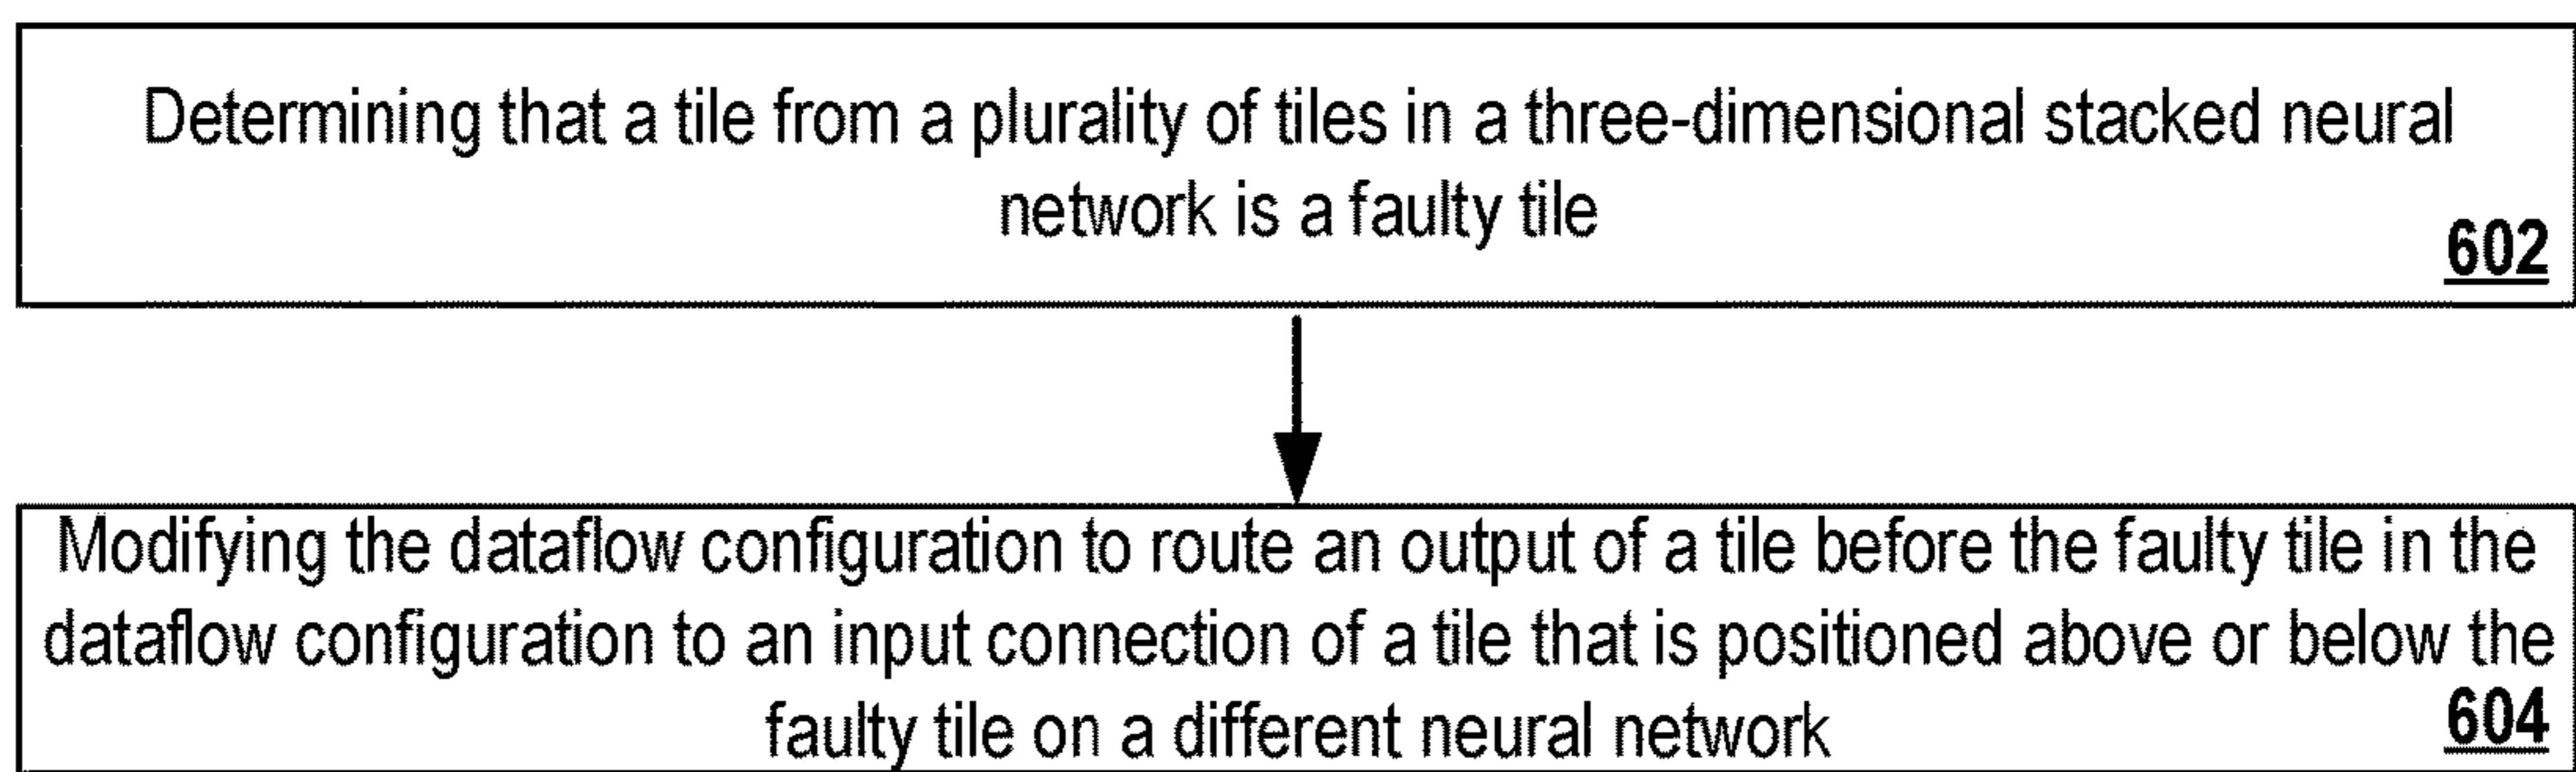 Determining that a tile from a plurality of tiles in a three-dimensional stacked neural
network is a faulty tile
602
Modifying the dataflow configuration to route an output of a tile before the faulty tile in the
dataflow configuration to an input connection of a tile that is positioned above or below the
faulty tile on a different neural network
604